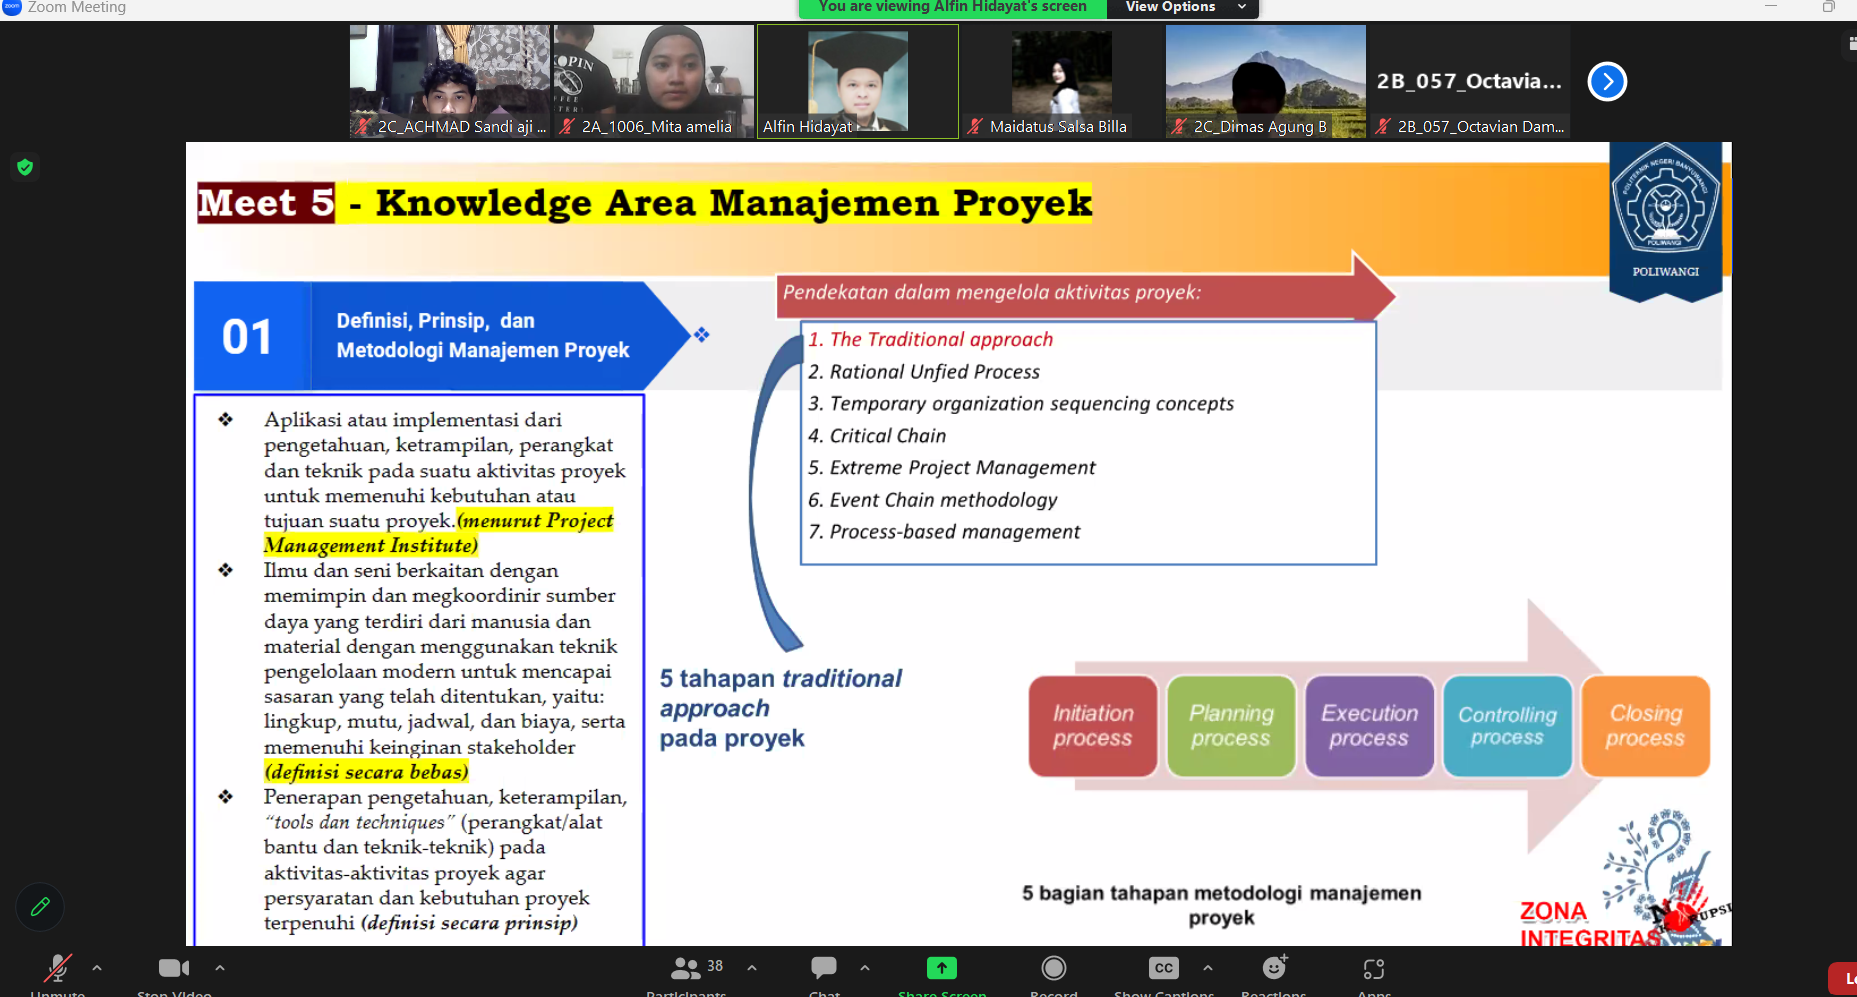 zoom Zoom Meeting
You are viewing Alfin Hidayat's screen View Options
KOPIN
2C_ACHMAD Sandi aji ...
2A_1006_Mita amelia
Alfin Hidayat
Maidatus Salsa Billa
2C_Dimas Agung B
2B_057_Octavia...
2B_057_Octavian Dam...
Meet 5 - Knowledge Area Manajemen Proyek
POLITEKNIK NEGERI BANYUWANGI
POLIWANGI
POLIWANGI
01
Definisi, Prinsip, dan
Metodologi Manajemen Proyek
Aplikasi atau implementasi dari
pengetahuan, ketrampilan, perangkat
dan teknik pada suatu aktivitas proyek
untuk memenuhi kebutuhan atau
tujuan suatu proyek.(menurut Project
Management Institute)
Ilmu dan seni berkaitan dengan
memimpin dan megkoordinir sumber
daya yang terdiri dari manusia dan
material dengan menggunakan teknik
pengelolaan modern untuk mencapai
sasaran yang telah ditentukan, yaitu:
lingkup, mutu, jadwal, dan biaya, serta
memenuhi keinginan stakeholder
(definisi secara bebas)
Penerapan pengetahuan, keterampilan,
“tools dan techniques” (perangkat/alat
bantu dan teknik-teknik) pada
aktivitas-aktivitas proyek agar
persyaratan dan kebutuhan proyek
terpenuhi (definisi secara prinsip)
Pendekatan dalam mengelola aktivitas proyek:
1. The Traditional approach
2. Rational Unfied Process
3. Temporary organization sequencing concepts
4. Critical Chain
5. Extreme Project Management
6. Event Chain methodology
7. Process-based management
5 tahapan traditional
approach
pada proyek
Initiation
process
Planning
process
Execution
process
Controlling
process
Closing
process
5 bagian tahapan metodologi manajemen
proyek
ZONA
INTEGRITAS
Unmute
Stop Video
38
Participants
Chat
Share Screen
Record
CC
Show Captions
Reactions
Apps